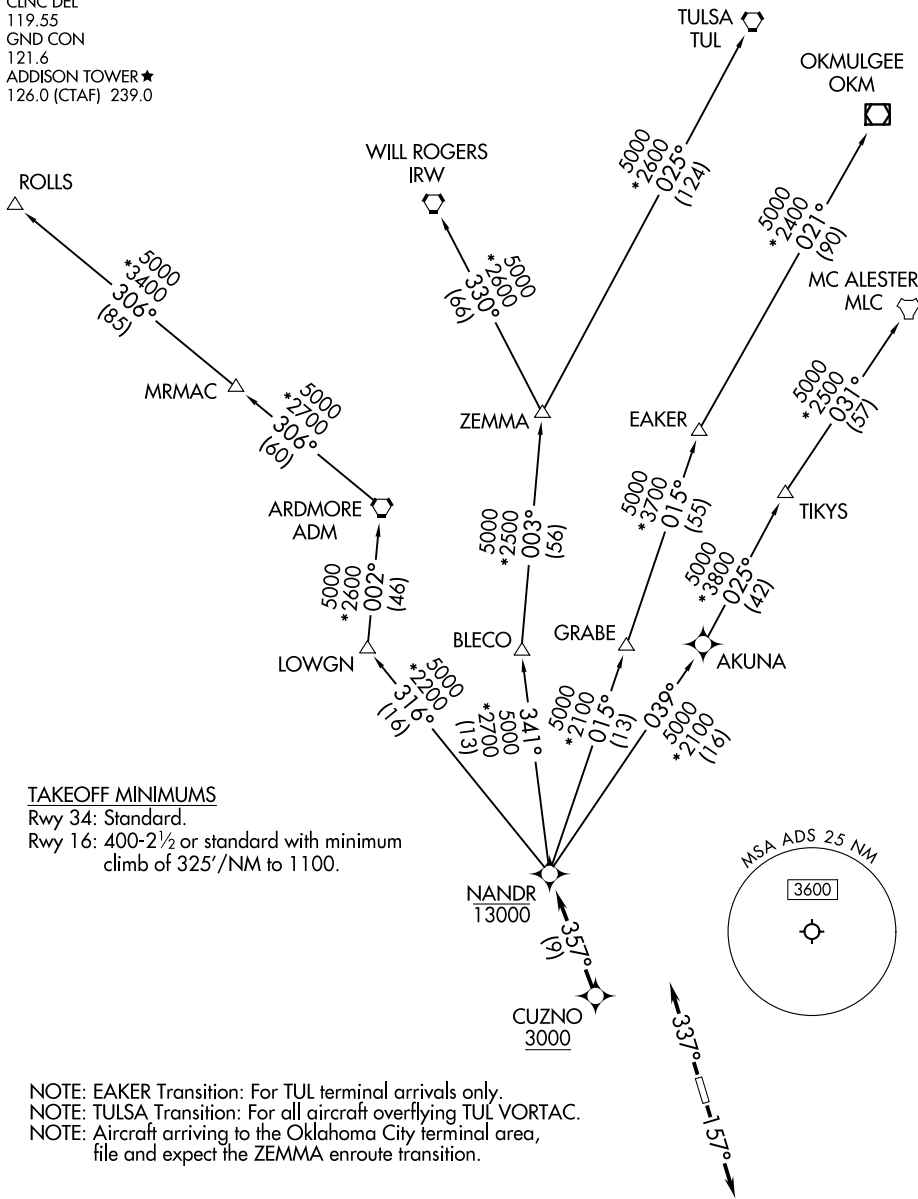 CLNC DEL
119.55
GND CON
121.6
ADDISON TOWER★
126.0 (CTAF) 239.0
TULSA
TUL
OKMULGEE
OKM
WILL ROGERS
IRW
ROLLS
5000
*2600
025°
(124)
5000
*2400
021°
(90)
5000
*3400
306°
(85)
5000
*2600
330°
(66)
MC ALESTER
MLC
MRMAC
5000
*2700
306°
(60)
ZEMMA
EAKER
5000
*2500
031°
(57)
ARDMORE
ADM
5000
*2500
003°
(56)
5000
*3700
015°
(55)
TIKYS
5000
*2600
002°
(46)
5000
*3800
025°
(42)
LOWGN
BLECO
GRABE
AKUNA
5000
*2200
316°
(16)
341°
5000
*2700
(13)
5000
*2100
015°
(13)
039°
5000
*2100
(16)
TAKEOFF MINIMUMS
Rwy 34: Standard.
Rwy 16: 400-2½ or standard with minimum
climb of 325'/NM to 1100.
MSA ADS 25 NM
3600
NANDR
13000
357°
(9)
CUZNO
3000
337°
157°
NOTE: EAKER Transition: For TUL terminal arrivals only.
NOTE: TULSA Transition: For all aircraft overflying TUL VORTAC.
NOTE: Aircraft arriving to the Oklahoma City terminal area,
file and expect the ZEMMA enroute transition.